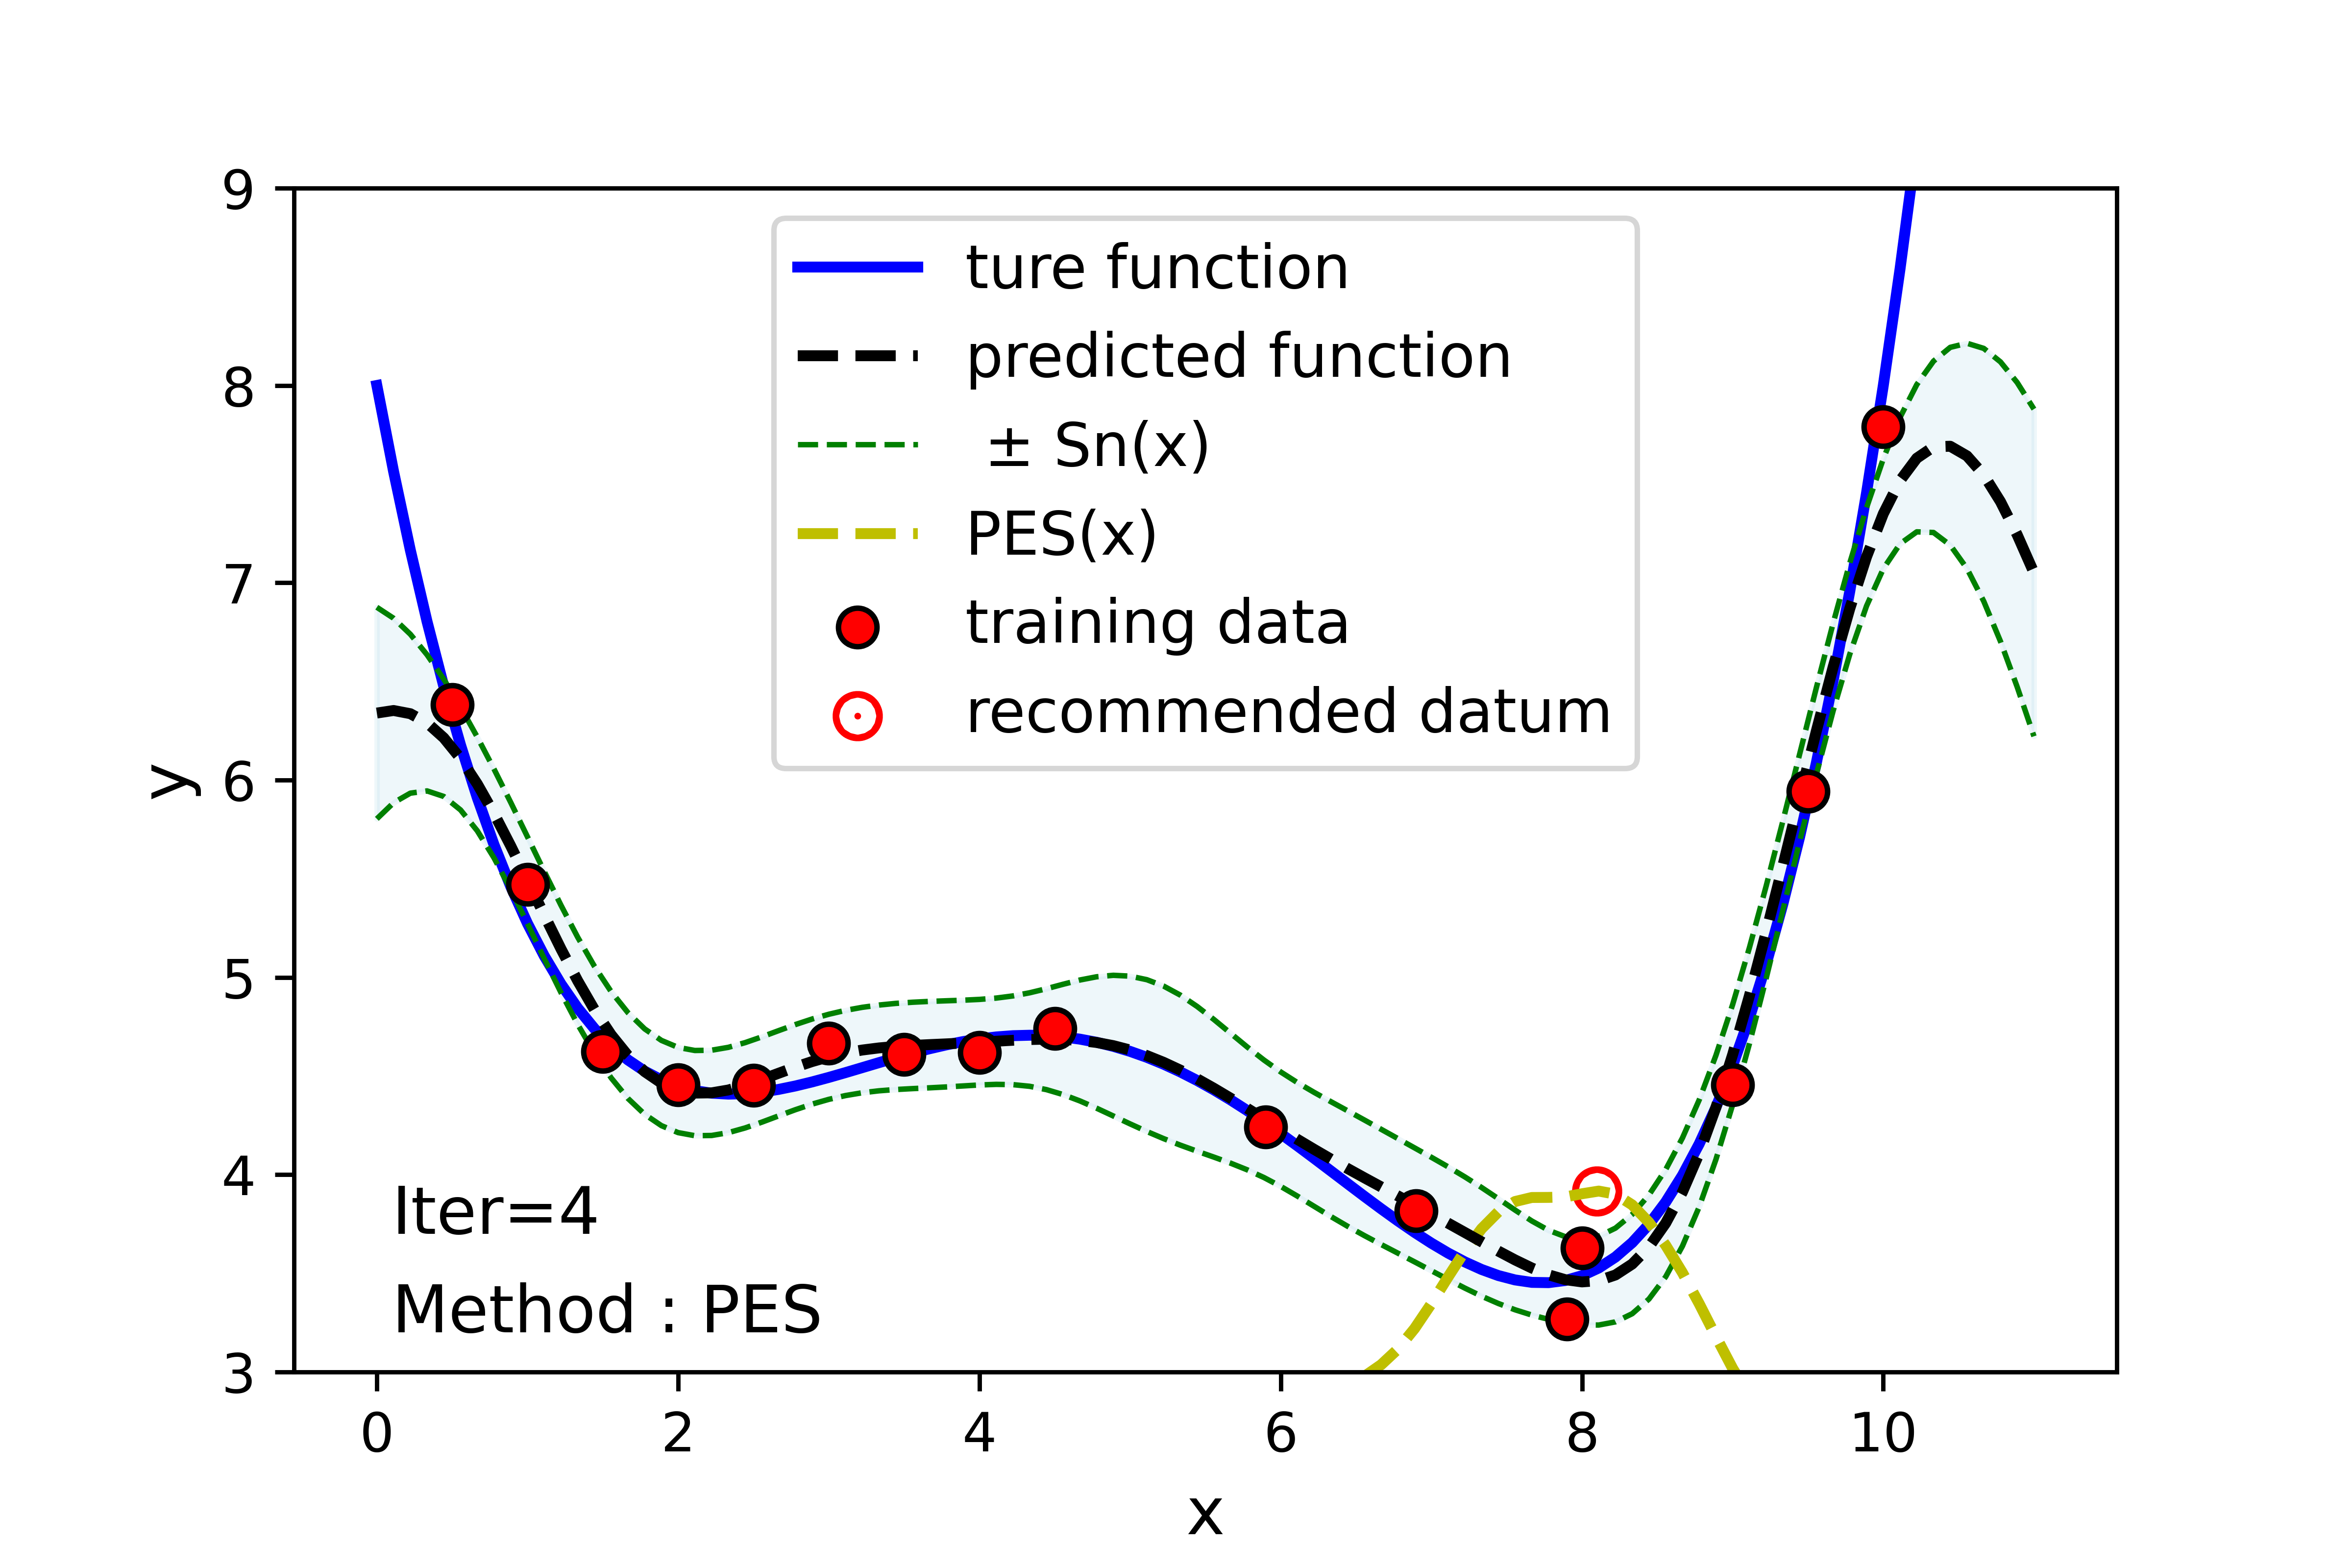 9
8
7
6
5
4
3
y
ture function
predicted function
± Sn(x)
PES(x)
training data
recommended datum
Iter=4
Method : PES
0 2 4 6 8 10
x